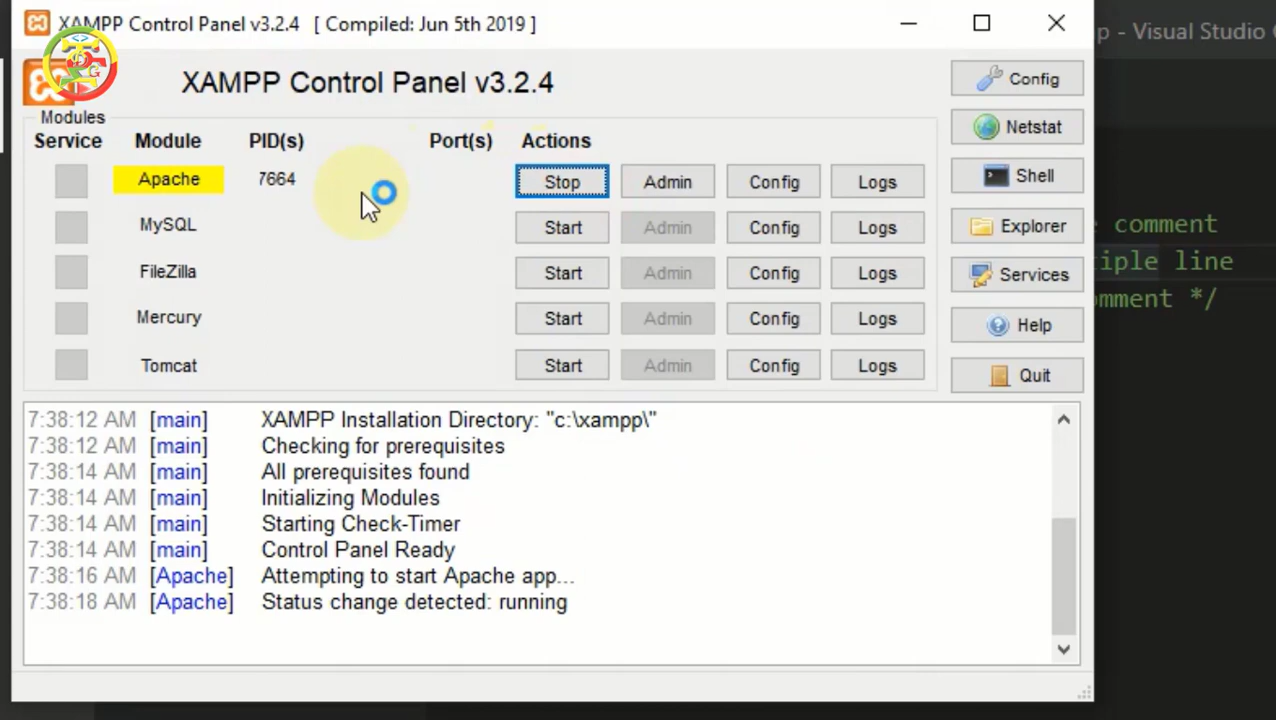 XAMPP Control Panel v3.2.4 [ Compiled: Jun 5th 2019 ]
p - Visual Studio
XAMPP Control Panel v3.2.4
Config
Modules
Service Module PID(s) Port(s) Actions
Netstat
Apache 7664 Stop Admin Config Logs
Shell
MySQL Start Admin Config Logs
Explorer
comment
FileZilla Start Admin Config Logs
Services
tiple line
Mercury Start Admin Config Logs
Help
omment */
Tomcat Start Admin Config Logs
Quit
7:38:12 AM [main] XAMPP Installation Directory: "c:\xampp\"
7:38:12 AM [main] Checking for prerequisites
7:38:14 AM [main] All prerequisites found
7:38:14 AM [main] Initializing Modules
7:38:14 AM [main] Starting Check-Timer
7:38:14 AM [main] Control Panel Ready
7:38:16 AM [Apache] Attempting to start Apache app...
7:38:18 AM [Apache] Status change detected: running